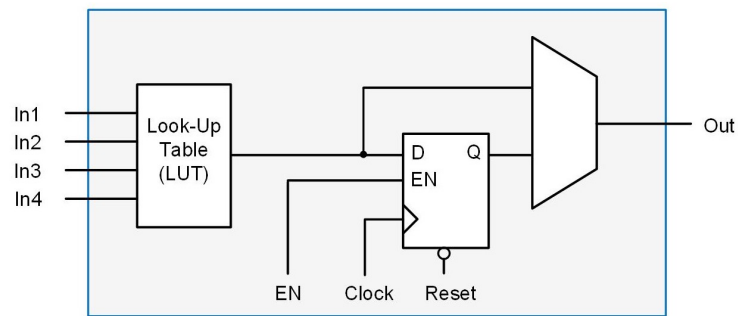 In1
In2
In3
In4
Look-Up
Table
(LUT)
D
Q
EN
EN
Clock
Reset
Out